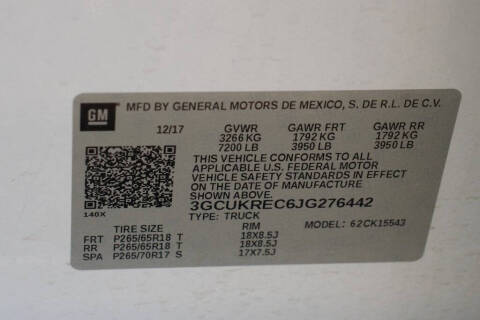 GM
MFD BY GENERAL MOTORS DE MEXICO, S. DE R.L. DE C.V.
12/17 GVWR GAWR FRT GAWR RR
3266 KG 1792 KG 1792 KG
7200 LB 3950 LB 3950 LB
THIS VEHICLE CONFORMS TO ALL
APPLICABLE U.S. FEDERAL MOTOR
VEHICLE SAFETY STANDARDS IN EFFECT
ON THE DATE OF MANUFACTURE
SHOWN ABOVE.
3GCUKREC6JG276442
140X TYPE: TRUCK MODEL: 62CK15543
TIRE SIZE RIM
FRT P265/65R18 T 18X8.5J
RR P265/65R18 T 18X8.5J
SPA P265/70R17 S 17X7.5J